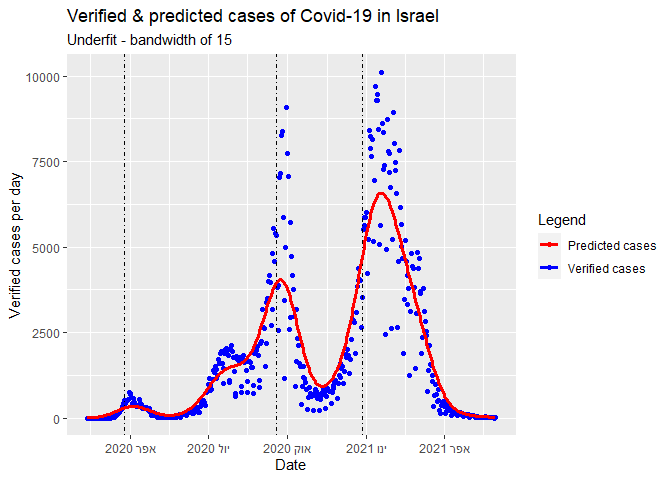 Verified & predicted cases of Covid-19 in Israel
Underfit - bandwidth of 15
10000
7500
5000
2500
0
Verified cases per day
אפר 2020
יול 2020
אוק 2020
ינו 2021
אפר 2021
Date
Legend
Predicted cases
Verified cases